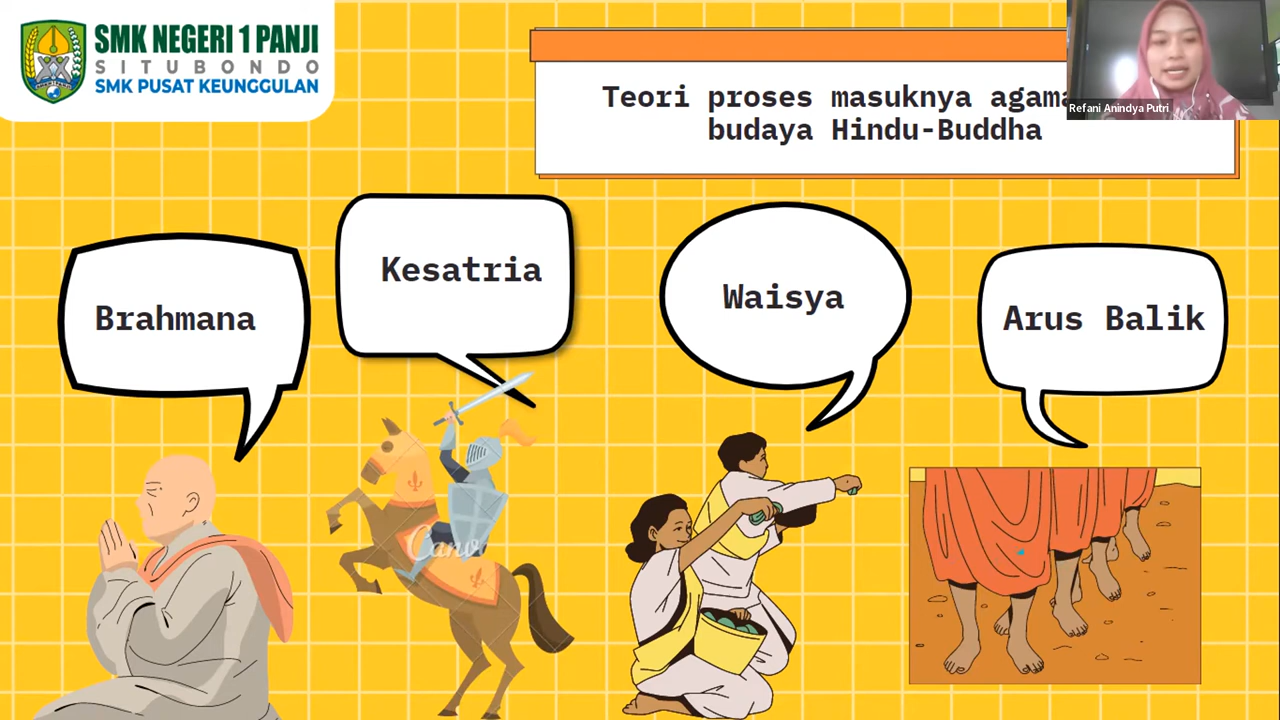 SMK NEGERI 1 PANJI
SITUBONDO
SMK PUSAT KEUNGGULAN
Teori proses masuknya agama
budaya Hindu-Buddha
Refani Anindya Putri
Brahmana
Kesatria
Waisya
Arus Balik
Canva